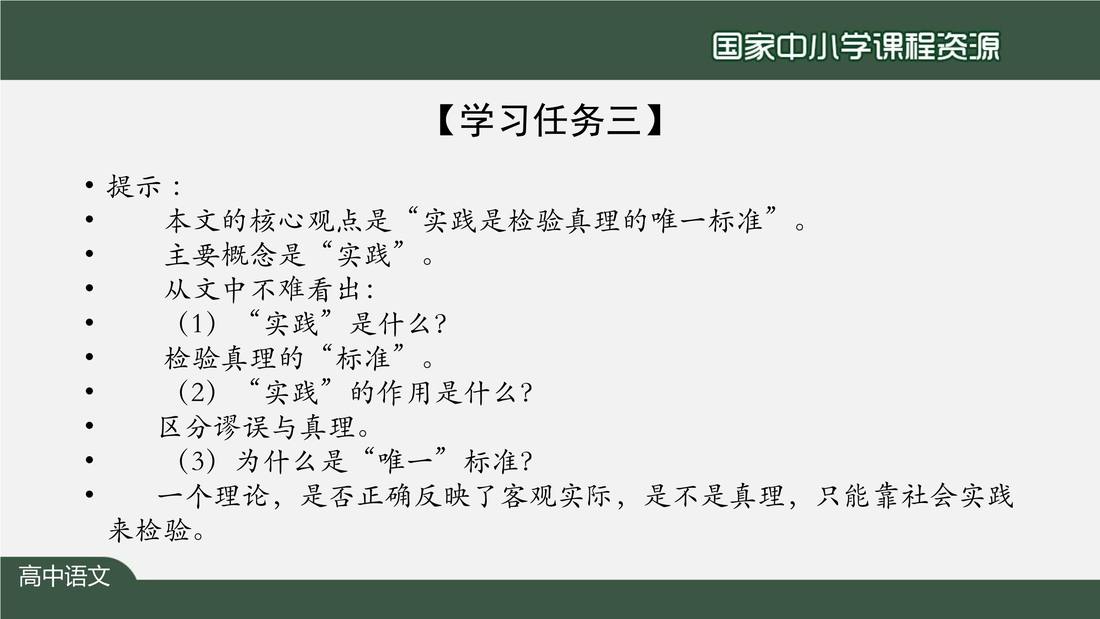 国家中小学课程资源
【学习任务三】
• 提示：
• 本文的核心观点是“实践是检验真理的唯一标准”。
• 主要概念是“实践”。
• 从文中不难看出：
• （1）“实践”是什么？
• 检验真理的“标准”。
• （2）“实践”的作用是什么？
• 区分谬误与真理。
• （3）为什么是“唯一”标准？
• 一个理论，是否正确反映了客观实际，是不是真理，只能靠社会实践
来检验。
高中语文